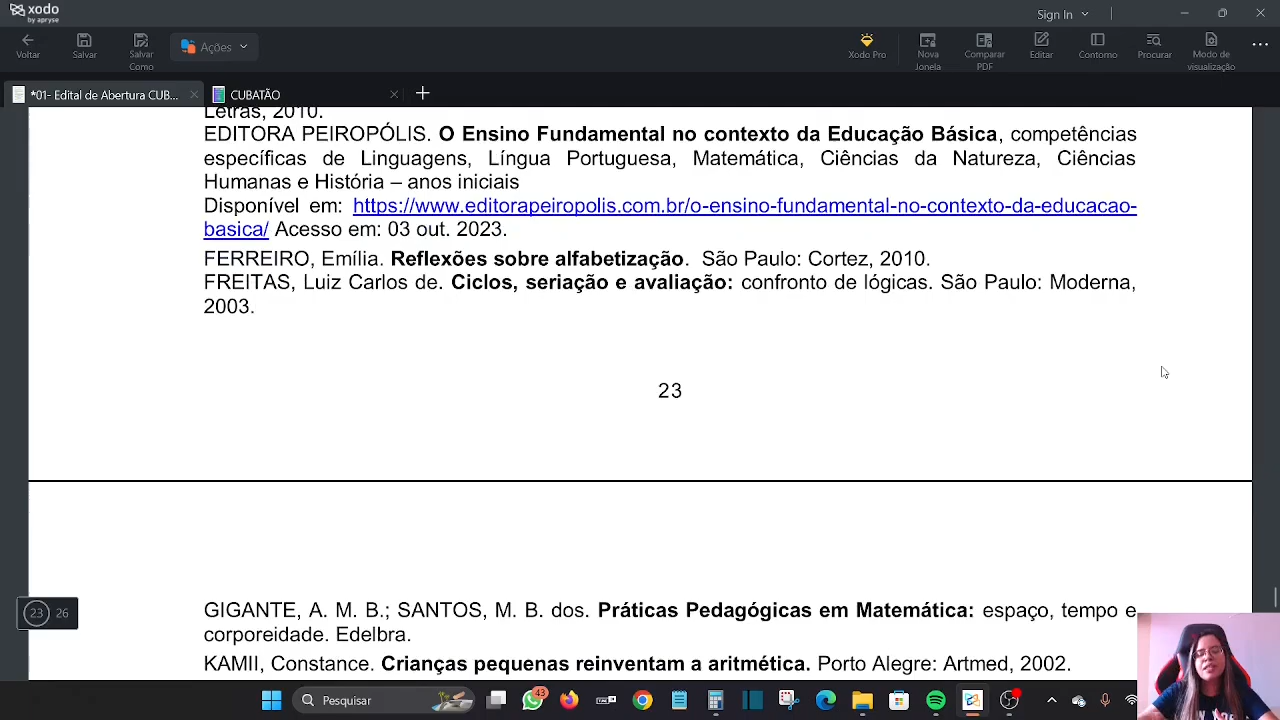 xodo
by apryse
Sign In
Voltar
Salvar
Salvar Como
Ações
Xodo Pro
Nova Jonela
Comparar PDF
Editar
Contorno
Procurar
Modo de visualização
*01- Edital de Abertura CUB...
CUBATÃO
Letras, 2010.
EDITORA PEIROPÓLIS. O Ensino Fundamental no contexto da Educação Básica, competências
específicas de Linguagens, Língua Portuguesa, Matemática, Ciências da Natureza, Ciências
Humanas e História – anos iniciais
Disponível em: https://www.editorapeiropolis.com.br/o-ensino-fundamental-no-contexto-da-educacao-
basica/ Acesso em: 03 out. 2023.
FERREIRO, Emília. Reflexões sobre alfabetização. São Paulo: Cortez, 2010.
FREITAS, Luiz Carlos de. Ciclos, seriação e avaliação: confronto de lógicas. São Paulo: Moderna,
2003.
23
23 26
GIGANTE, A. M. B.; SANTOS, M. B. dos. Práticas Pedagógicas em Matemática: espaço, tempo e
corporeidade. Edelbra.
KAMII, Constance. Crianças pequenas reinventam a aritmética. Porto Alegre: Artmed, 2002.
Pesquisar
43